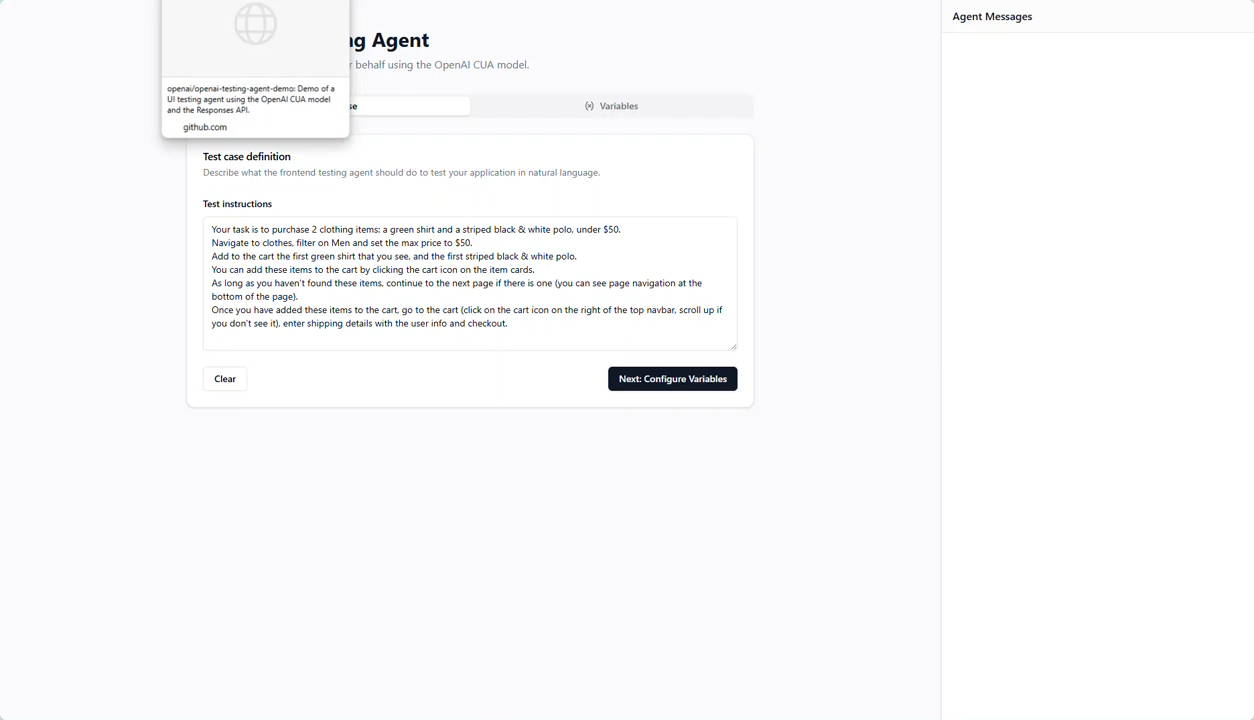 ng Agent
behalf using the OpenAI CUA model.
openai/openai-testing-agent-demo: Demo of a
UI testing agent using the OpenAI CUA model
and the Responses API.
github.com
se
Variables
Test case definition
Describe what the frontend testing agent should do to test your application in natural language.
Test instructions
Your task is to purchase 2 clothing items: a green shirt and a striped black & white polo, under $50.
Navigate to clothes, filter on Men and set the max price to $50.
Add to the cart the first green shirt that you see, and the first striped black & white polo.
You can add these items to the cart by clicking the cart icon on the item cards.
As long as you haven't found these items, continue to the next page if there is one (you can see page navigation at the
bottom of the page).
Once you have added these items to the cart, go to the cart (click on the cart icon on the right of the top navbar, scroll up if
you don't see it), enter shipping details with the user info and checkout.
Clear
Next: Configure Variables
Agent Messages